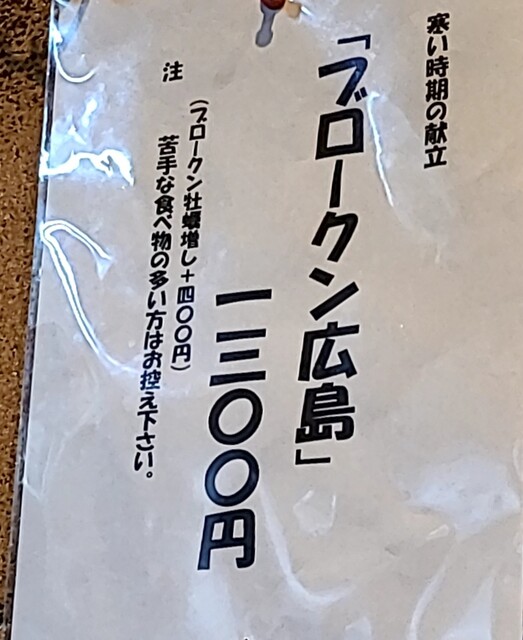 寒い時期の献立
「ブロークン広島」
一三〇〇円
(ブロークン牡蠣増し+四〇〇円)
注 苦手な食べ物の多い方はお控え下さい。